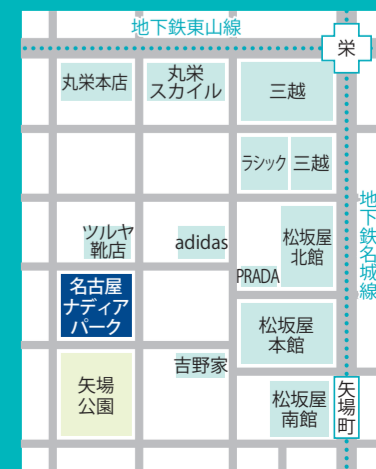 地下鉄東山線
栄
丸栄本店
丸栄
スカイル
三越
ラシック
三越
地下鉄名城線
ツルヤ
靴店
adidas
松坂屋
北館
PRADA
名古屋
ナディア
パーク
松坂屋
本館
吉野家
矢場
公園
松坂屋
南館
矢場町